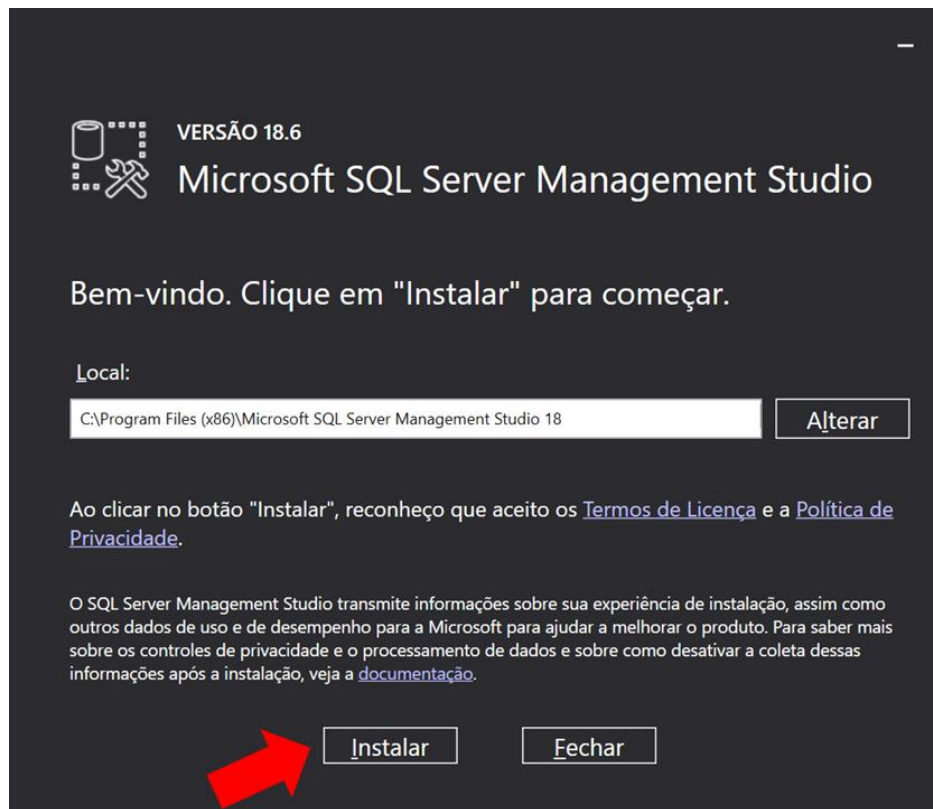 VERSÃO 18.6
Microsoft SQL Server Management Studio
Bem-vindo. Clique em "Instalar" para começar.
Local:
C:\Program Files (x86)\Microsoft SQL Server Management Studio 18
Alterar
Ao clicar no botão "Instalar", reconheço que aceito os Termos de Licença e a Política de
Privacidade.
O SQL Server Management Studio transmite informações sobre sua experiência de instalação, assim como
outros dados de uso e de desempenho para a Microsoft para ajudar a melhorar o produto. Para saber mais
sobre os controles de privacidade e o processamento de dados e sobre como desativar a coleta dessas
informações após a instalação, veja a documentação.
Instalar
Fechar